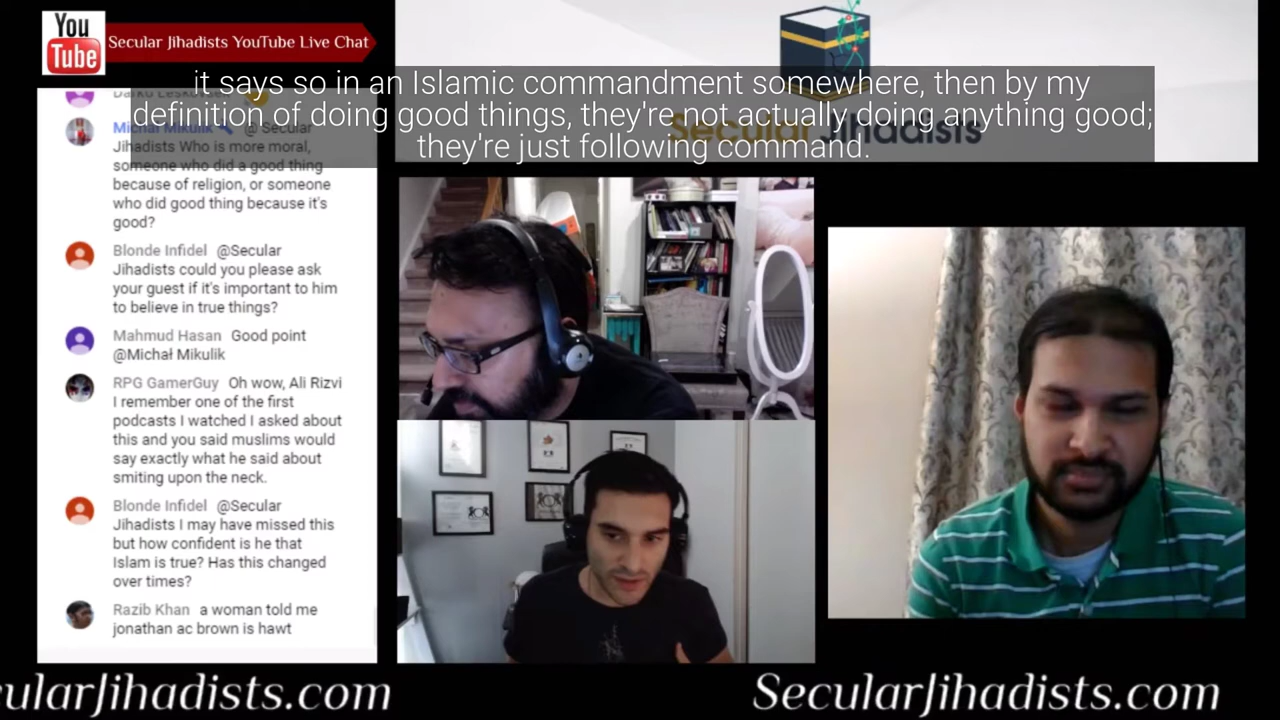 You
Tube
Secular Jihadists YouTube Live Chat
it says so in an Islamic commandment somewhere, then by my
definition of doing good things, they're not actually doing anything good;
they're just following command.
Secular Jihadists
Michał Mikulik @Secular
Jihadists Who is more moral,
someone who did a good thing
because of religion, or someone
who did good thing because it's
good?
Blonde Infidel @Secular
Jihadists could you please ask
your guest if it's important to him
to believe in true things?
Mahmud Hasan Good point
@Michał Mikulik
RPG GamerGuy Oh wow, Ali Rizvi
I remember one of the first
podcasts I watched I asked about
this and you said muslims would
say exactly what he said about
smiting upon the neck.
Blonde Infidel @Secular
Jihadists I may have missed this
but how confident is he that
Islam is true? Has this changed
over times?
Razib Khan a woman told me
jonathan ac brown is hawt
cularJihadists.com
SecularJihadists.com